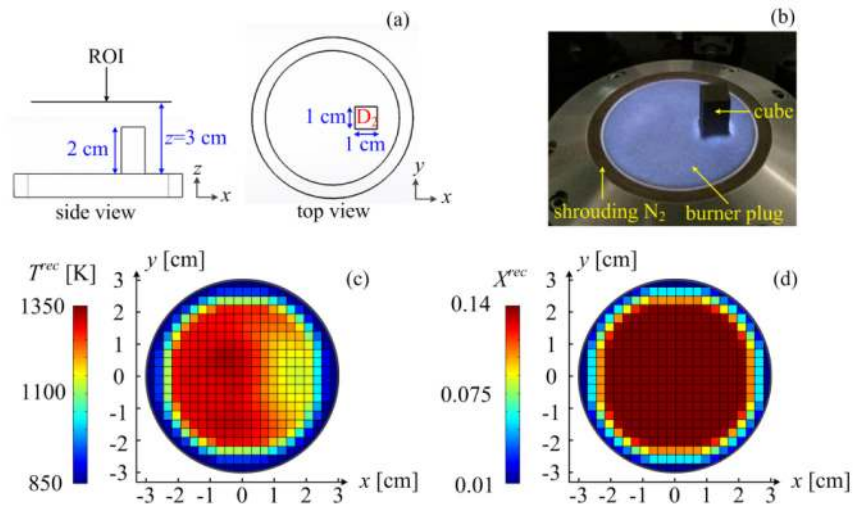 (a)
ROI
1 cm
D₂
2 cm
z=3 cm
1 cm
z
x
y
x
side view
top view
(b)
cube
shrouding N₂
burner plug
T^rec [K]
y [cm]
(c)
1350
1100
850
3
2
1
0
-1
-2
-3
-3 -2 -1 0 1 2 3
x [cm]
X^rec
y [cm]
(d)
0.14
0.075
0.01
3
2
1
0
-1
-2
-3
-3 -2 -1 0 1 2 3
x [cm]